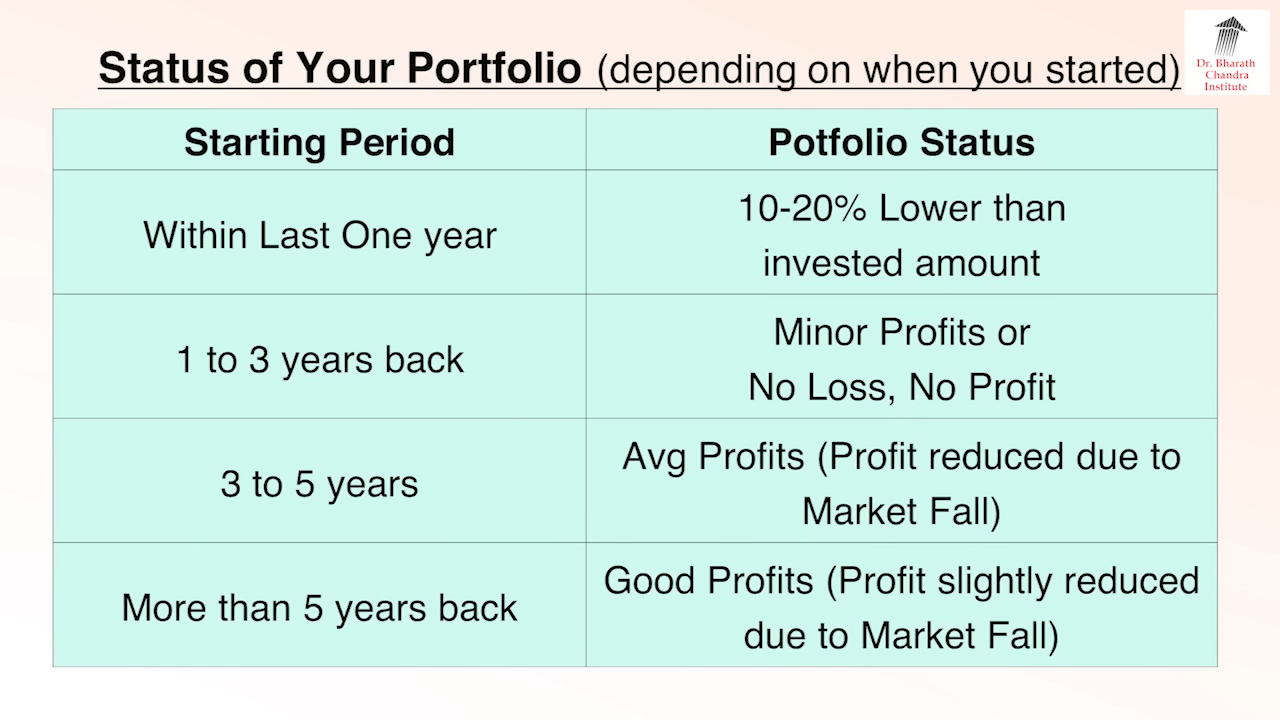 Status of Your Portfolio (depending on when you started)
Dr. Bharath
Chandra
Institute
Starting Period
Potfolio Status
Within Last One year
10-20% Lower than
invested amount
1 to 3 years back
Minor Profits or
No Loss, No Profit
3 to 5 years
Avg Profits (Profit reduced due to
Market Fall)
More than 5 years back
Good Profits (Profit slightly reduced
due to Market Fall)